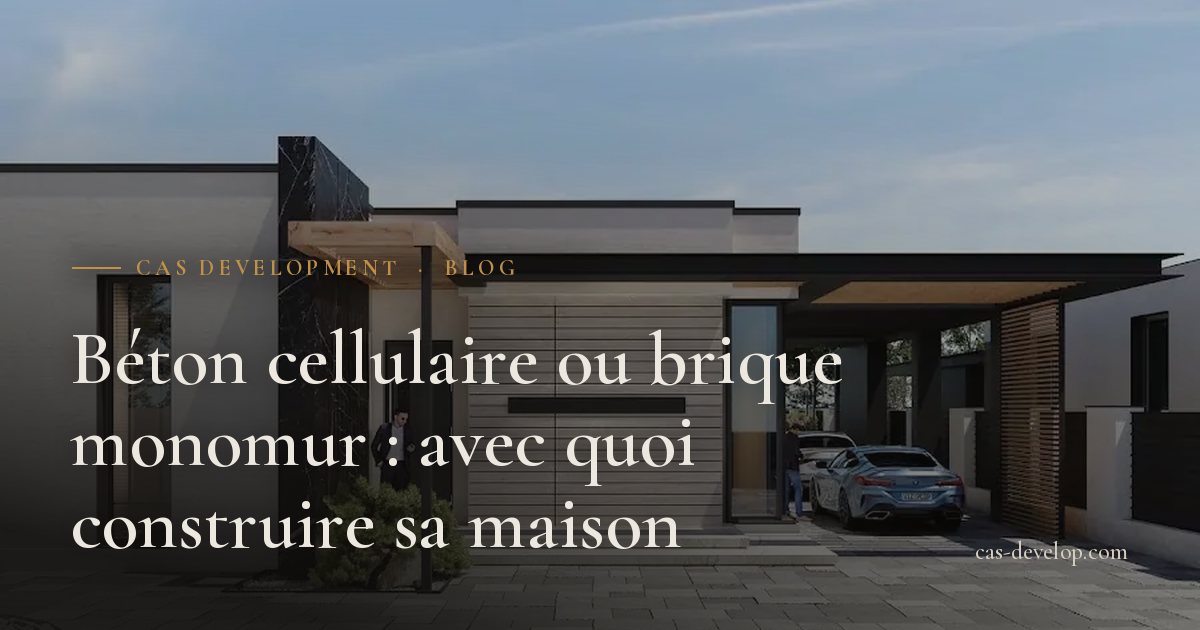 CAS DEVELOPMENT · BLOG
Béton cellulaire ou brique
monomur : avec quoi
construire sa maison
cas-develop.com